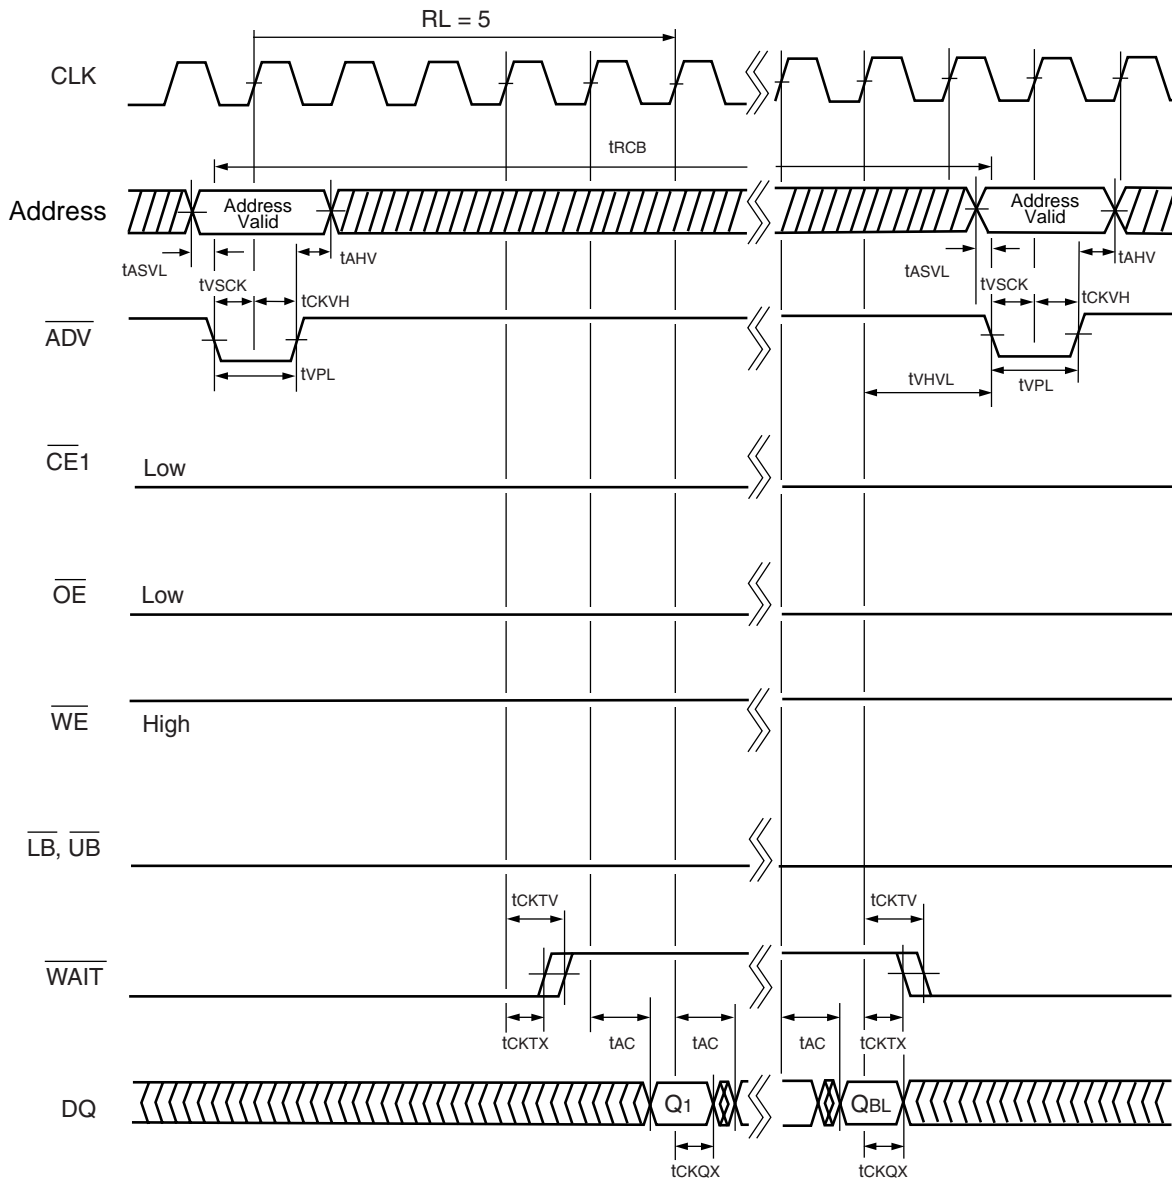 RL = 5
CLK
tRCB
Address
Address Valid
Address Valid
tASVL
tAHV
tASVL
tAHV
tVSCK
tCKVH
tVSCK
tCKVH
ADV
tVPL
tVHVL
tVPL
CE1
Low
OE
Low
WE
High
LB, UB
tCKTV
tCKTV
WAIT
tCKTX
tAC
tAC
tAC
tCKTX
DQ
Q1
QBL
tCKQX
tCKQX